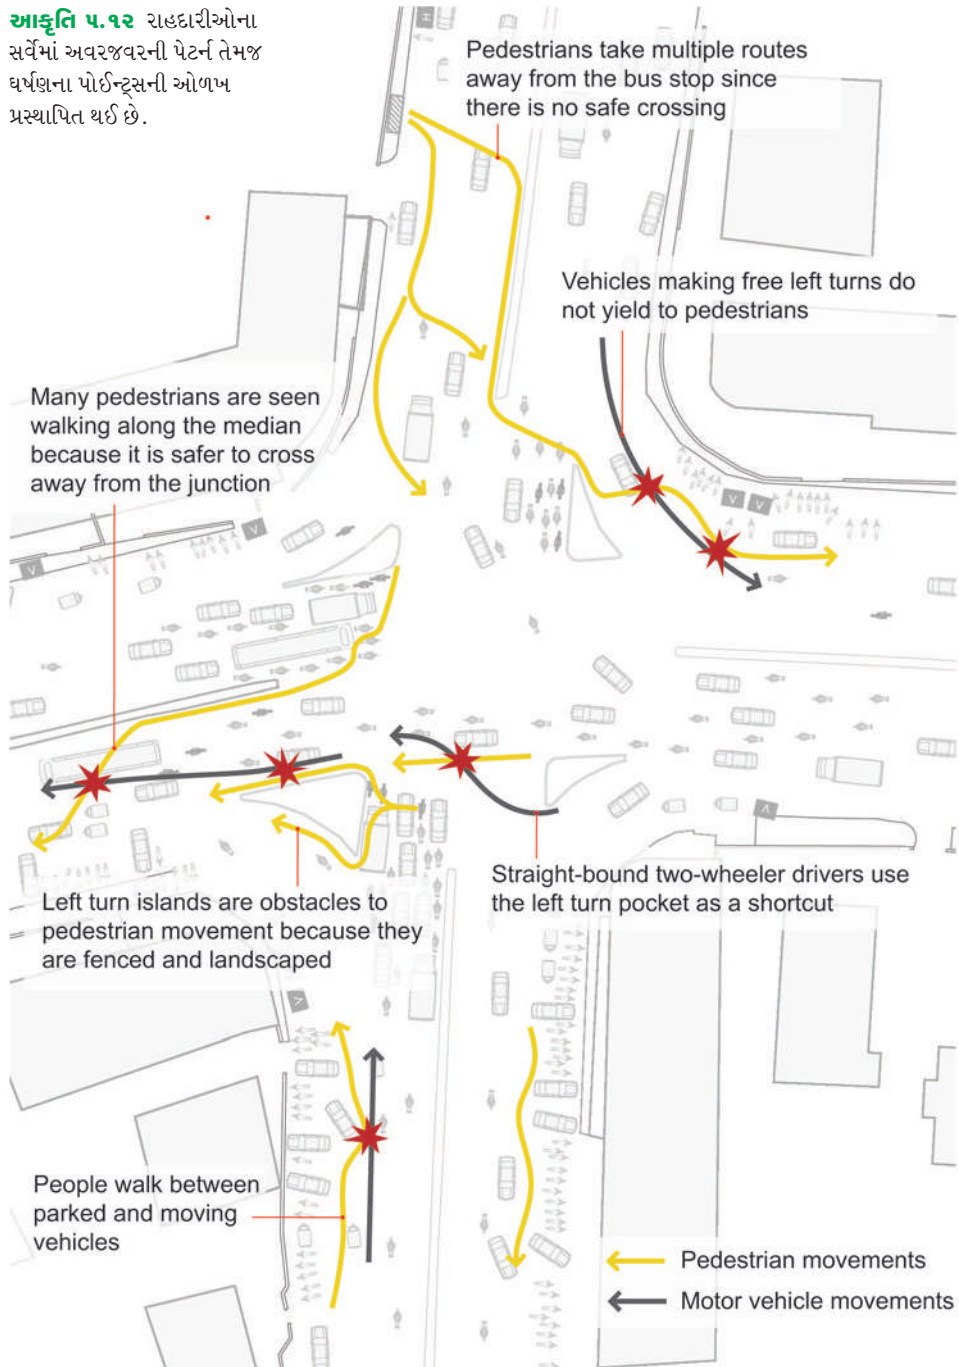 આકૃતિ ૫.૧૨ રાહદારીઓના
સર્વેમાં અવરજવરની પેટર્ન તેમજ
ઘર્ષણના પોઈન્ટ્સની ઓળખ
પ્રસ્થાપિત થઈ છે.
Pedestrians take multiple routes
away from the bus stop since
there is no safe crossing
Vehicles making free left turns do
not yield to pedestrians
Many pedestrians are seen
walking along the median
because it is safer to cross
away from the junction
Straight-bound two-wheeler drivers use
the left turn pocket as a shortcut
Left turn islands are obstacles to
pedestrian movement because they
are fenced and landscaped
People walk between
parked and moving
vehicles
Pedestrian movements
Motor vehicle movements